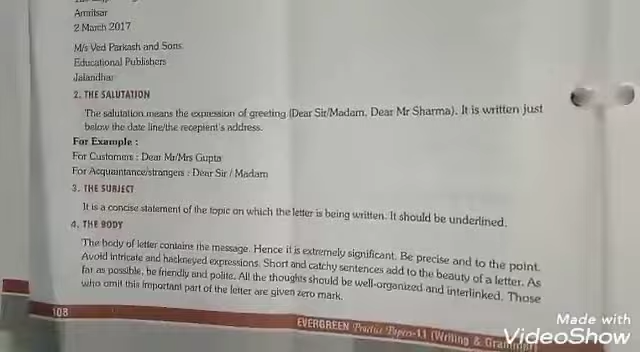 Amritsar
2 March 2017
M/s Ved Parkash and Sons
Educational Publishers
Jalandhar
2. THE SALUTATION
The salutation means the expression of greeting (Dear Sir/Madam, Dear Mr Sharma). It is written just
below the date line/the recepient's address.
For Example :
For Customers : Dear Mr/Mrs Gupta
For Acquaintance/strangers : Dear Sir / Madam
3. THE SUBJECT
It is a concise statement of the topic on which the letter is being written. It should be underlined.
4. THE BODY
The body of letter contains the message. Hence it is extremely significant. Be precise and to the point.
Avoid intricate and hackneyed expressions. Short and catchy sentences add to the beauty of a letter. As
far as possible, be friendly and polite. All the thoughts should be well-organized and interlinked. Those
who omit this important part of the letter are given zero mark.
108
EVERGREEN Practice Papers-11 (Writing & Grammar)
Made with
VideoShow